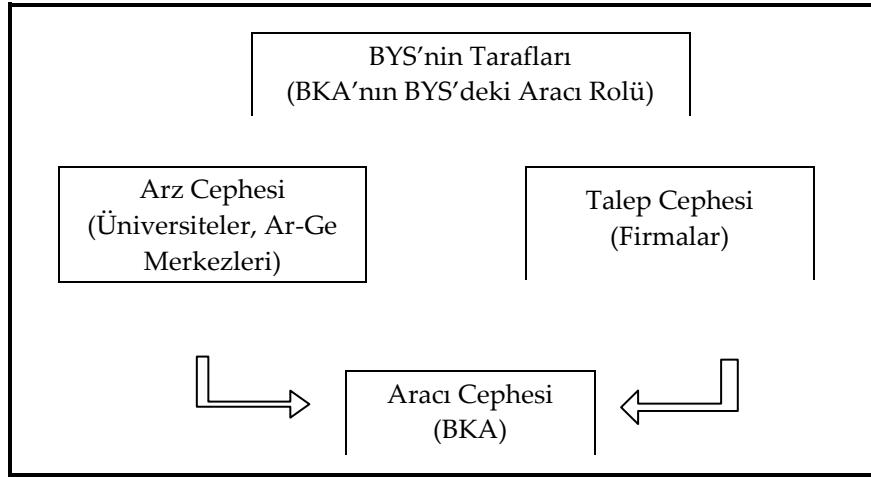 BYS’nin Tarafları
(BKA’nın BYS’deki Aracı Rolü)
Arz Cephesi
(Üniversiteler, Ar-Ge
Merkezleri)
Talep Cephesi
(Firmalar)
Aracı Cephesi
(BKA)